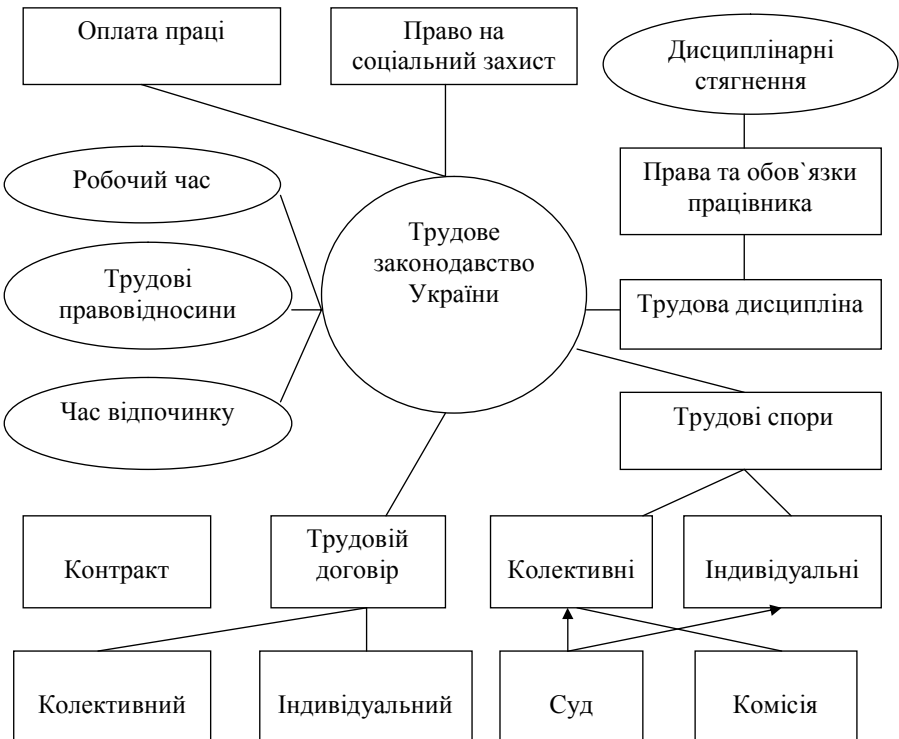 Оплата праці
Право на
соціальний захист
Дисциплінарні
стягнення
Робочий час
Права та обов`язки
працівника
Трудове
законодавство
України
Трудові
правовідносини
Трудова дисципліна
Час відпочинку
Трудові спори
Контракт
Трудовій
договір
Колективні
Індивідуальні
Колективний
Індивідуальний
Суд
Комісія